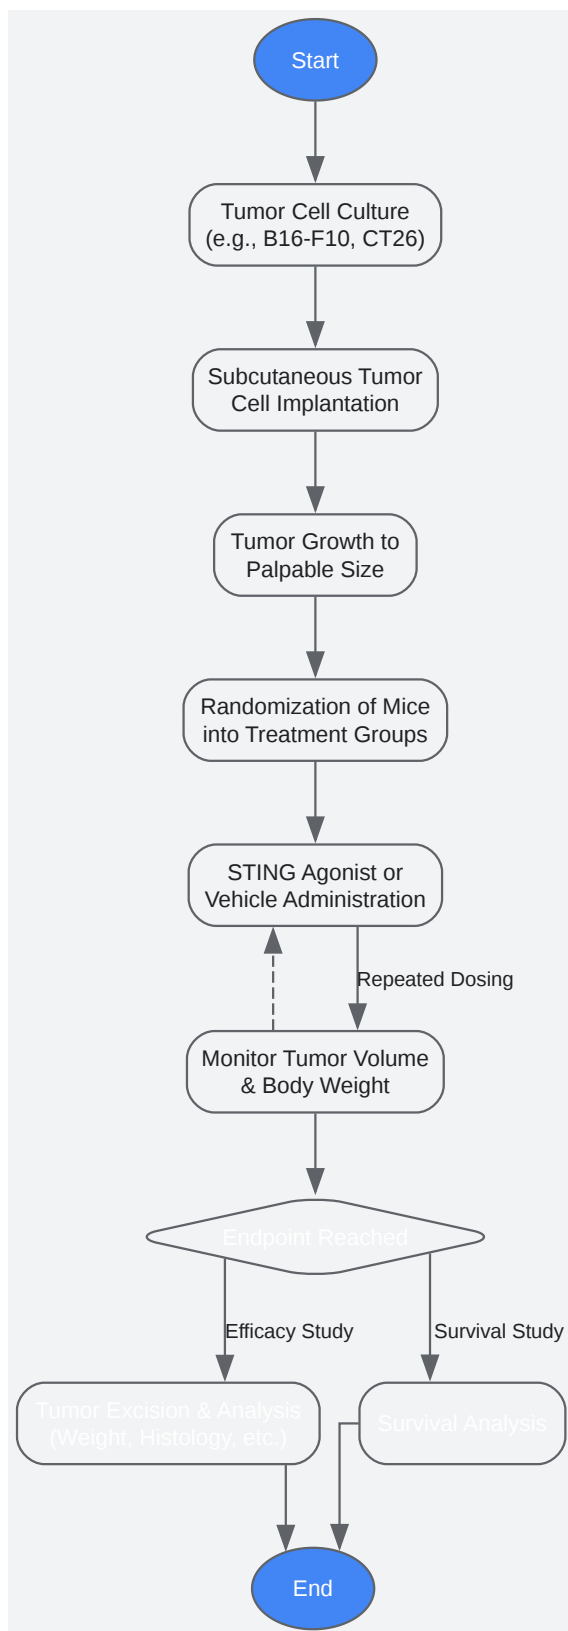 Start
Tumor Cell Culture
(e.g., B16-F10, CT26)
Subcutaneous Tumor
Cell Implantation
Tumor Growth to
Palpable Size
Randomization of Mice
into Treatment Groups
STING Agonist or
Vehicle Administration
Repeated Dosing
Monitor Tumor Volume
& Body Weight
Endpoint Reached
Efficacy Study
Survival Study
Tumor Excision & Analysis
(Weight, Histology, etc.)
Survival Analysis
End